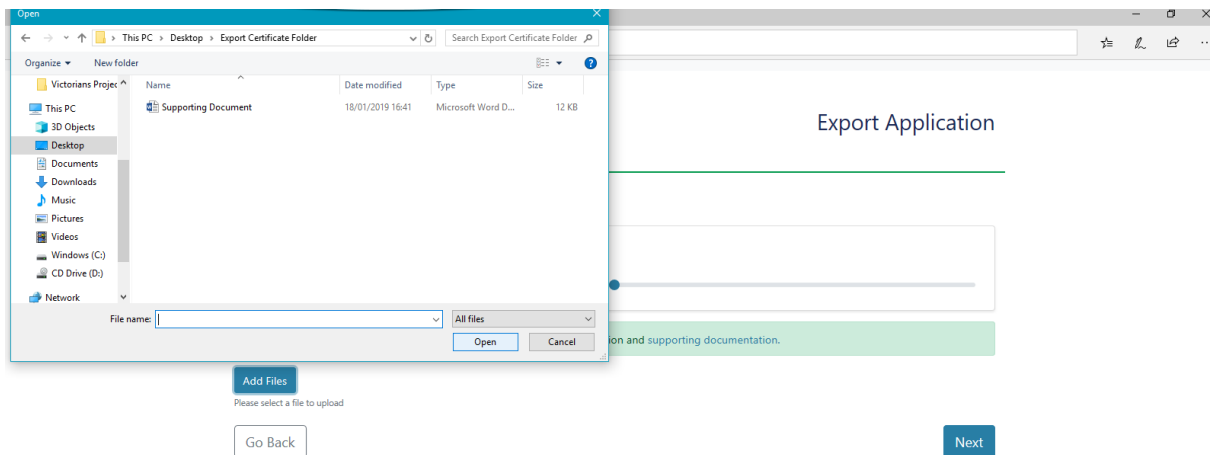 Open
This PC > Desktop > Export Certificate Folder
Search Export Certificate Folder
Organize
New folder
Name
Date modified
Type
Size
Victorians Projec
This PC
3D Objects
Desktop
Documents
Downloads
Music
Pictures
Videos
Windows (C:)
CD Drive (D:)
Network
Supporting Document
18/01/2019 16:41
Microsoft Word D...
12 KB
File name:
All files
Open
Cancel
Export Application
ion and supporting documentation.
Add Files
Please select a file to upload
Go Back
Next